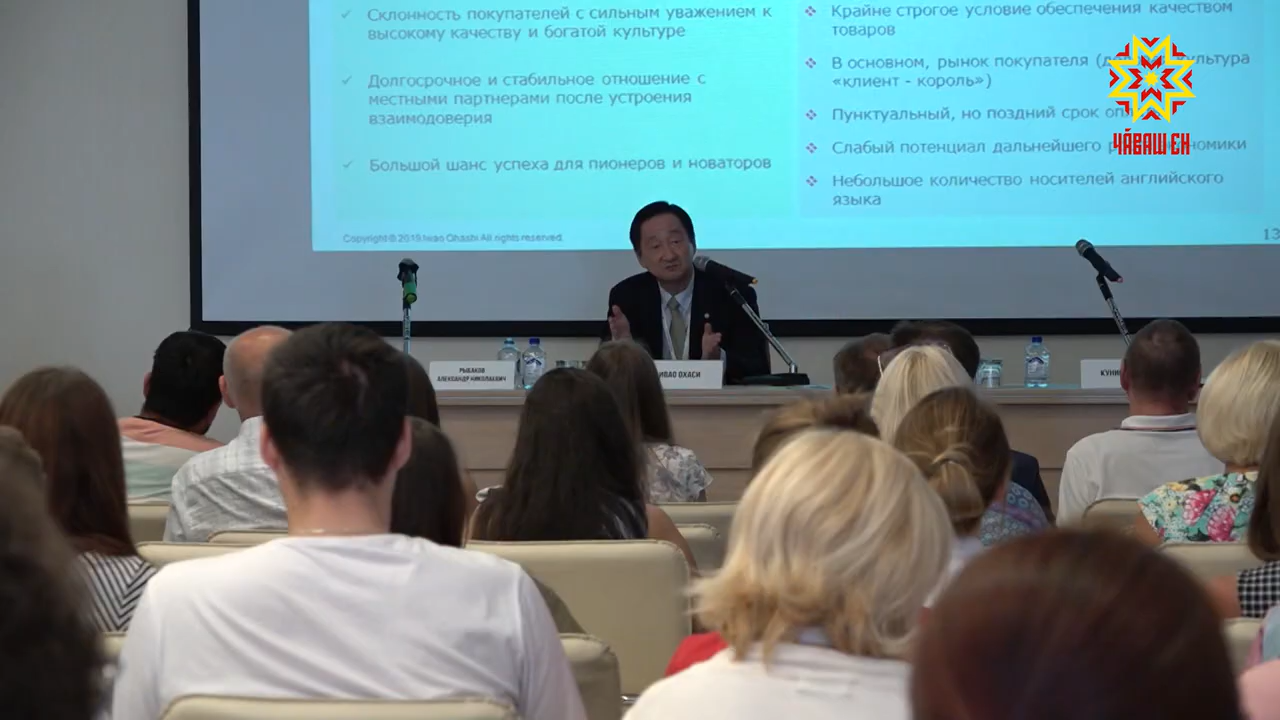 Склонность покупателей с сильным уважением к
высокому качеству и богатой культуре
Долгосрочное и стабильное отношение с
местными партнерами после устроения
взаимодоверия
Большой шанс успеха для пионеров и новаторов
Крайне строгое условие обеспечения качеством
товаров
В основном, рынок покупателя
«клиент - король»)
Пунктуальный, но поздний срок
Слабый потенциал дальнейшего
Небольшое количество носителей английского
языка
Copyright © 2019 Iwao Ohashi All rights reserved.
13
ЧӐВАШ ЕН
РЫБАКОВ
АЛЕКСАНДР НИКОЛАЕВИЧ
ИВАО ОХАСИ